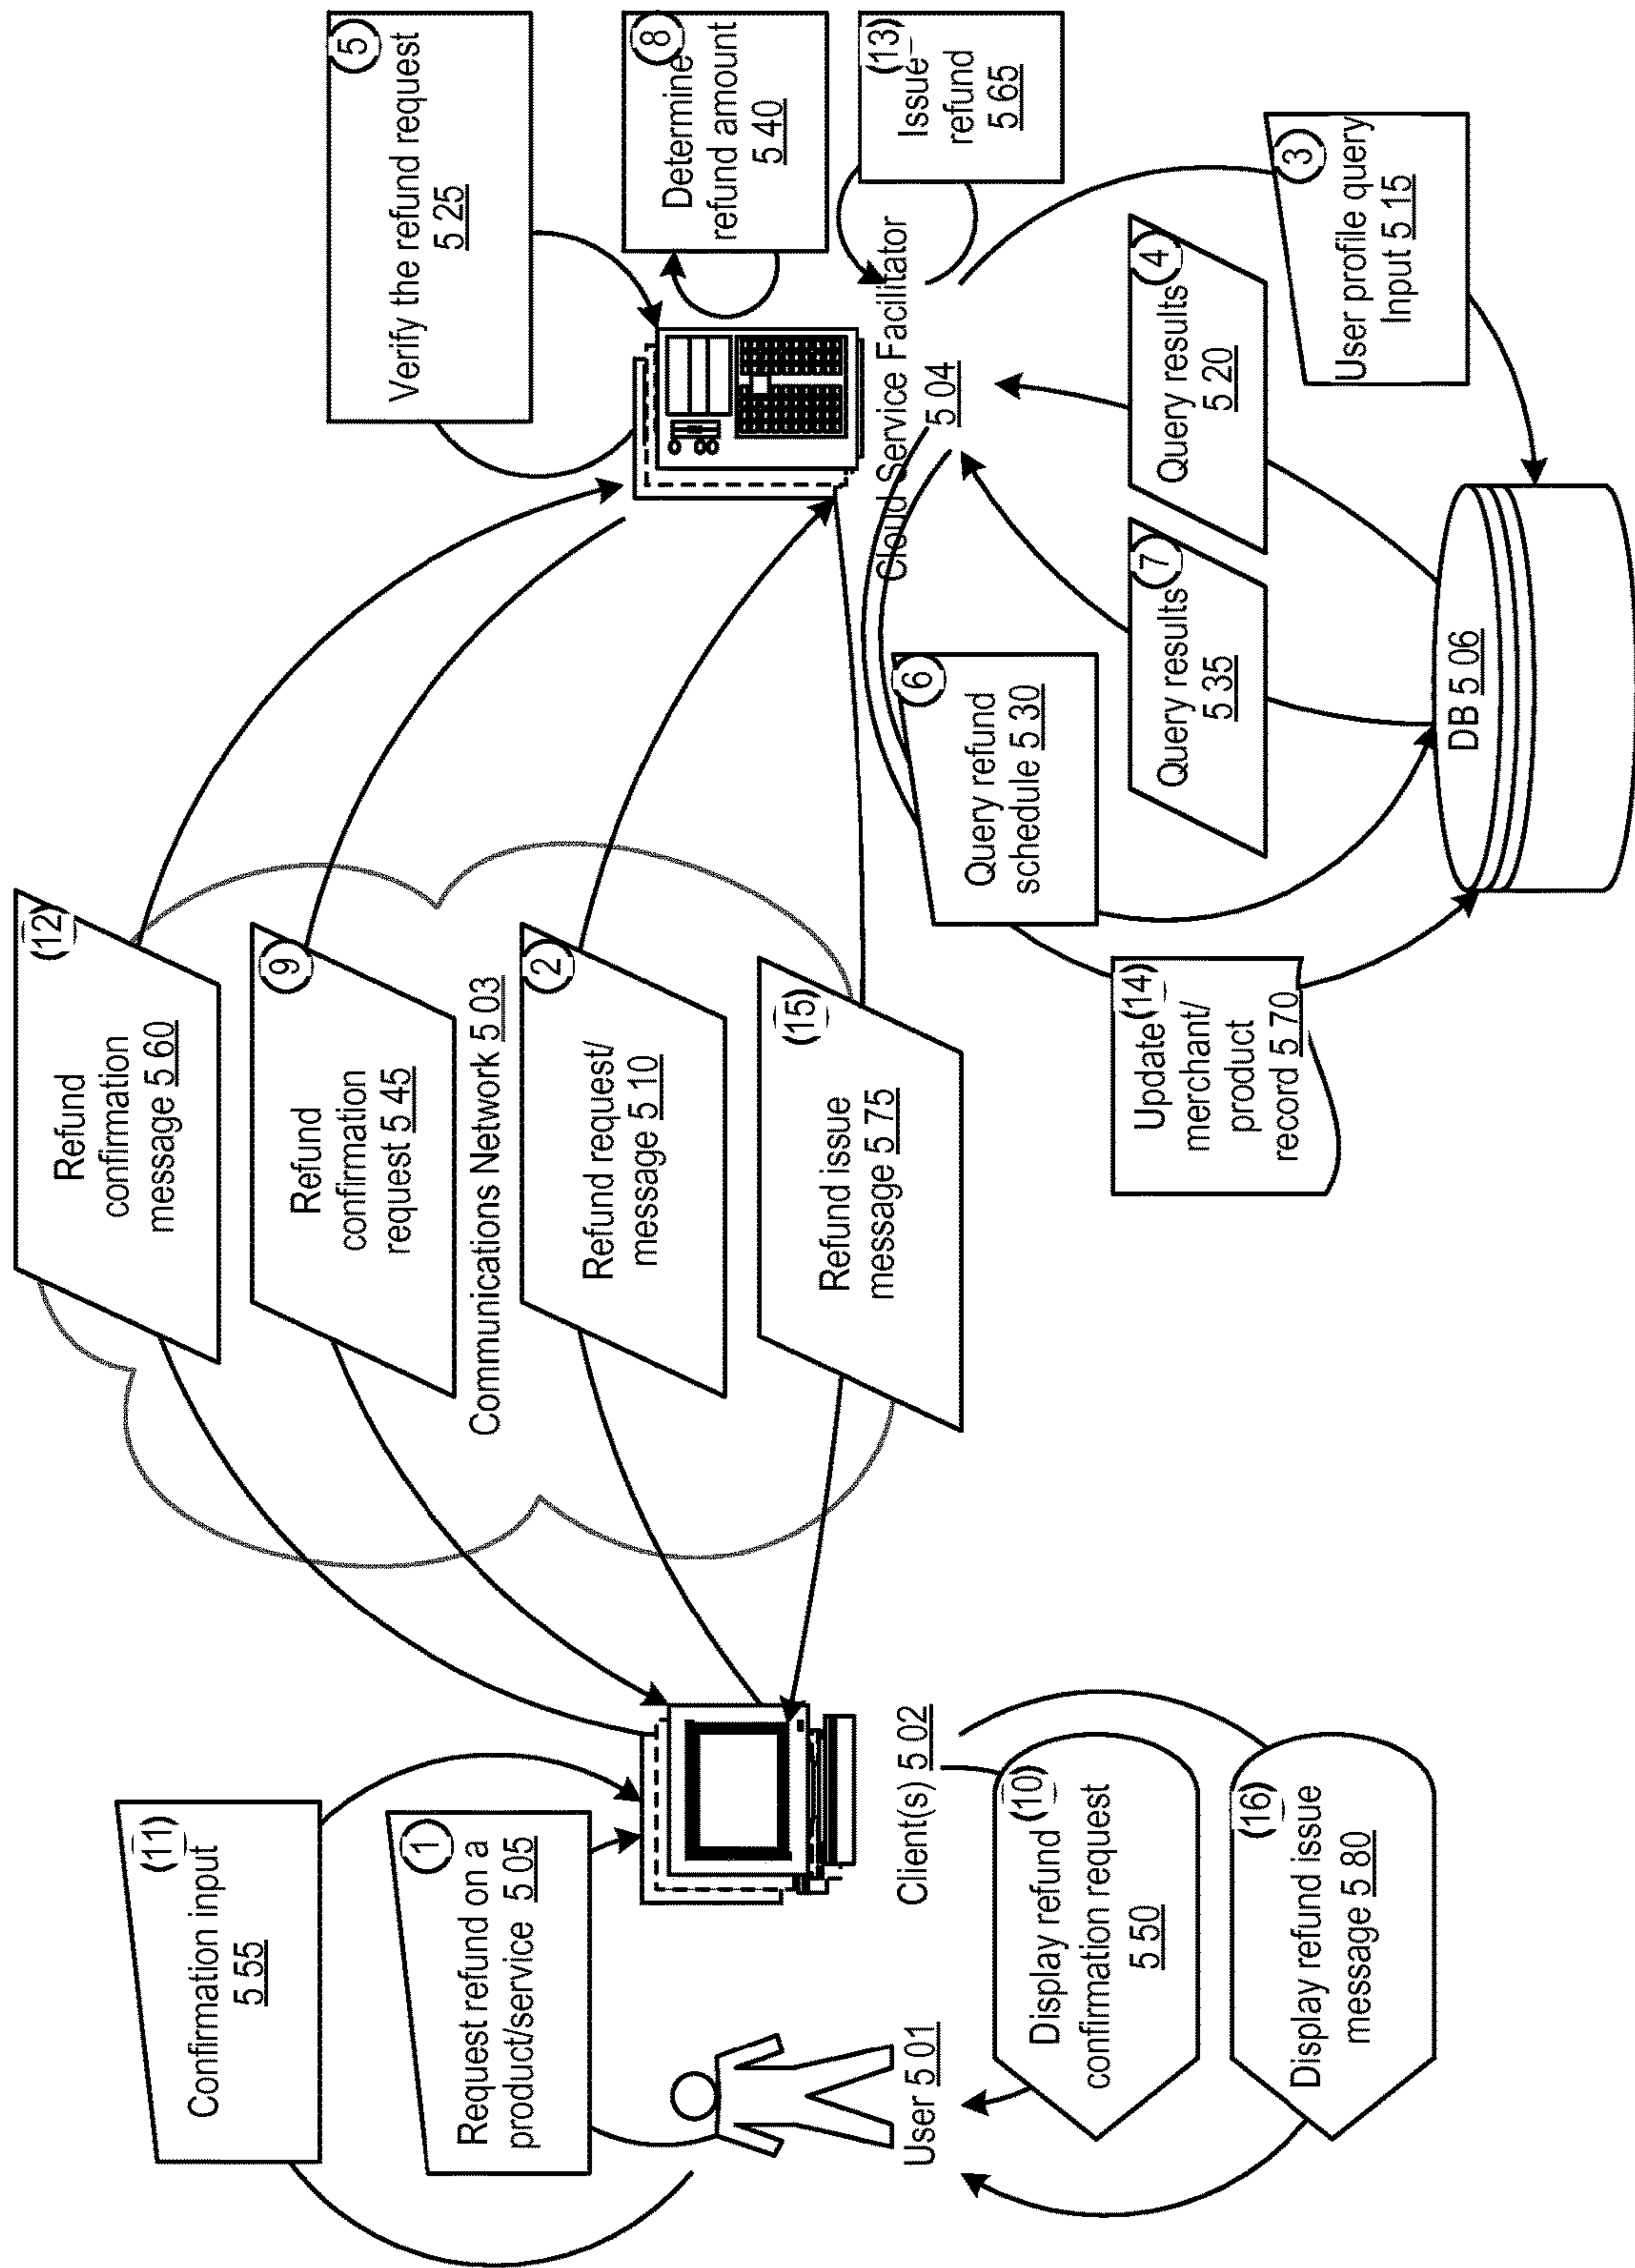 (11)
Confirmation input
5 55
1
Request refund on a
product/service 5 05
User 5 01
Client(s) 5 02
(10)
Display refund
confirmation request
5 50
(16)
Display refund issue
message 5 80
(12)
Refund
confirmation
message 5 60
9
Refund
confirmation
request 5 45
Communications Network 5 03
2
Refund request/
message 5 10
(15)
Refund issue
message 5 75
5
Verify the refund request
5 25
8
Determine
refund amount
5 40
(13)
Issue
refund
5 65
Cloud Service Facilitator
5 04
6
Query refund
schedule 5 30
(14)
Update
merchant/
product
record 5 70
7
Query results
5 35
4
Query results
5 20
3
User profile query
Input 5 15
DB 5 06